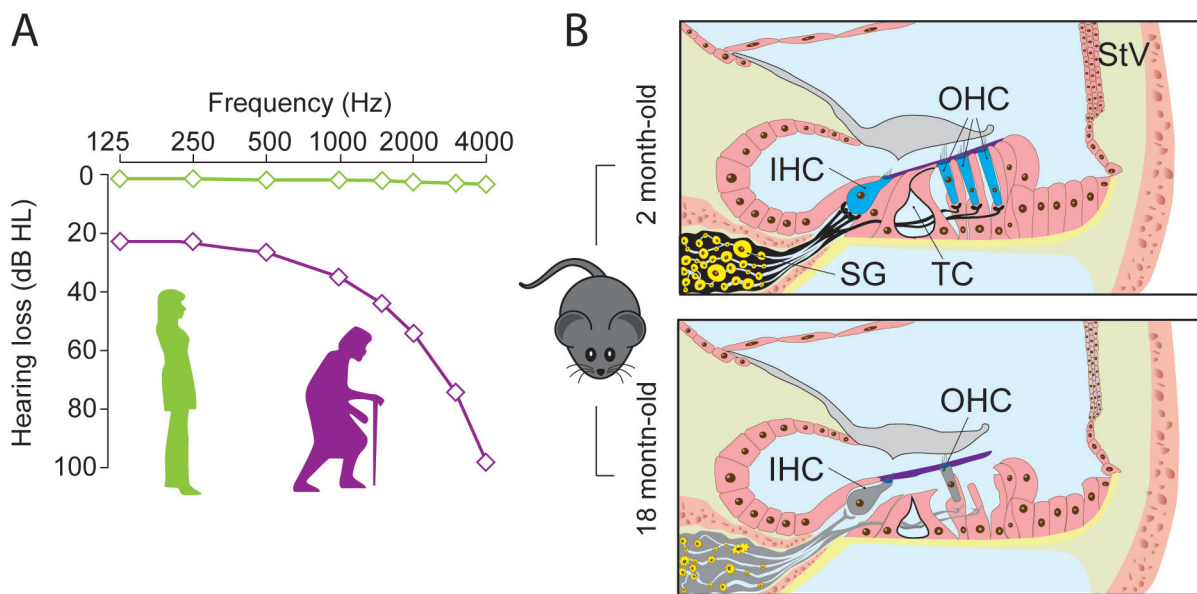 A
Frequency (Hz)
125 250 500 1000 2000 4000
Hearing loss (dB HL)
0
20
40
60
80
100
B
2 month-old
StV
OHC
IHC
SG
TC
18 montn-old
OHC
IHC